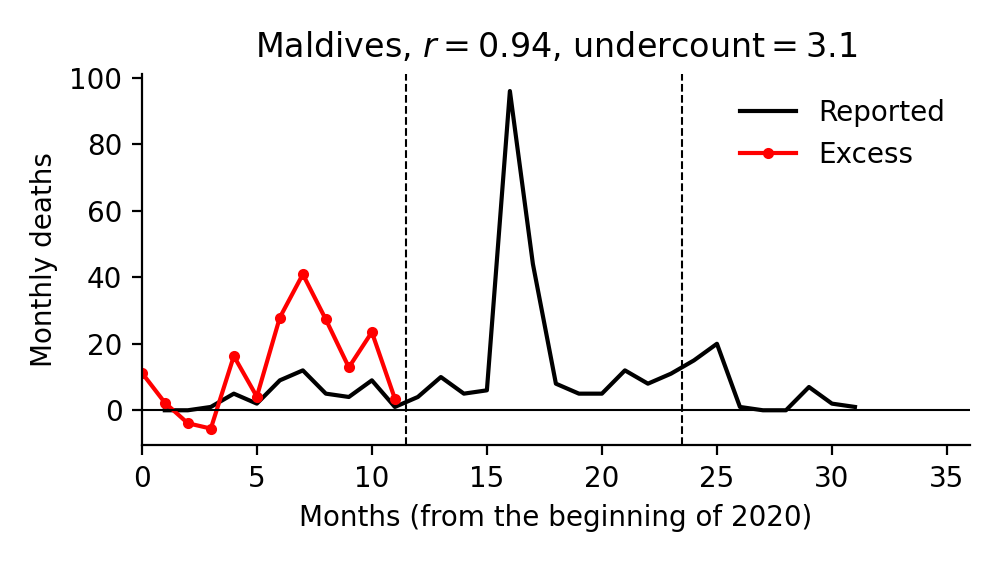 Maldives, r = 0.94, undercount = 3.1
100
80
60
40
20
0
Monthly deaths
Reported
Excess
0 5 10 15 20 25 30 35
Months (from the beginning of 2020)